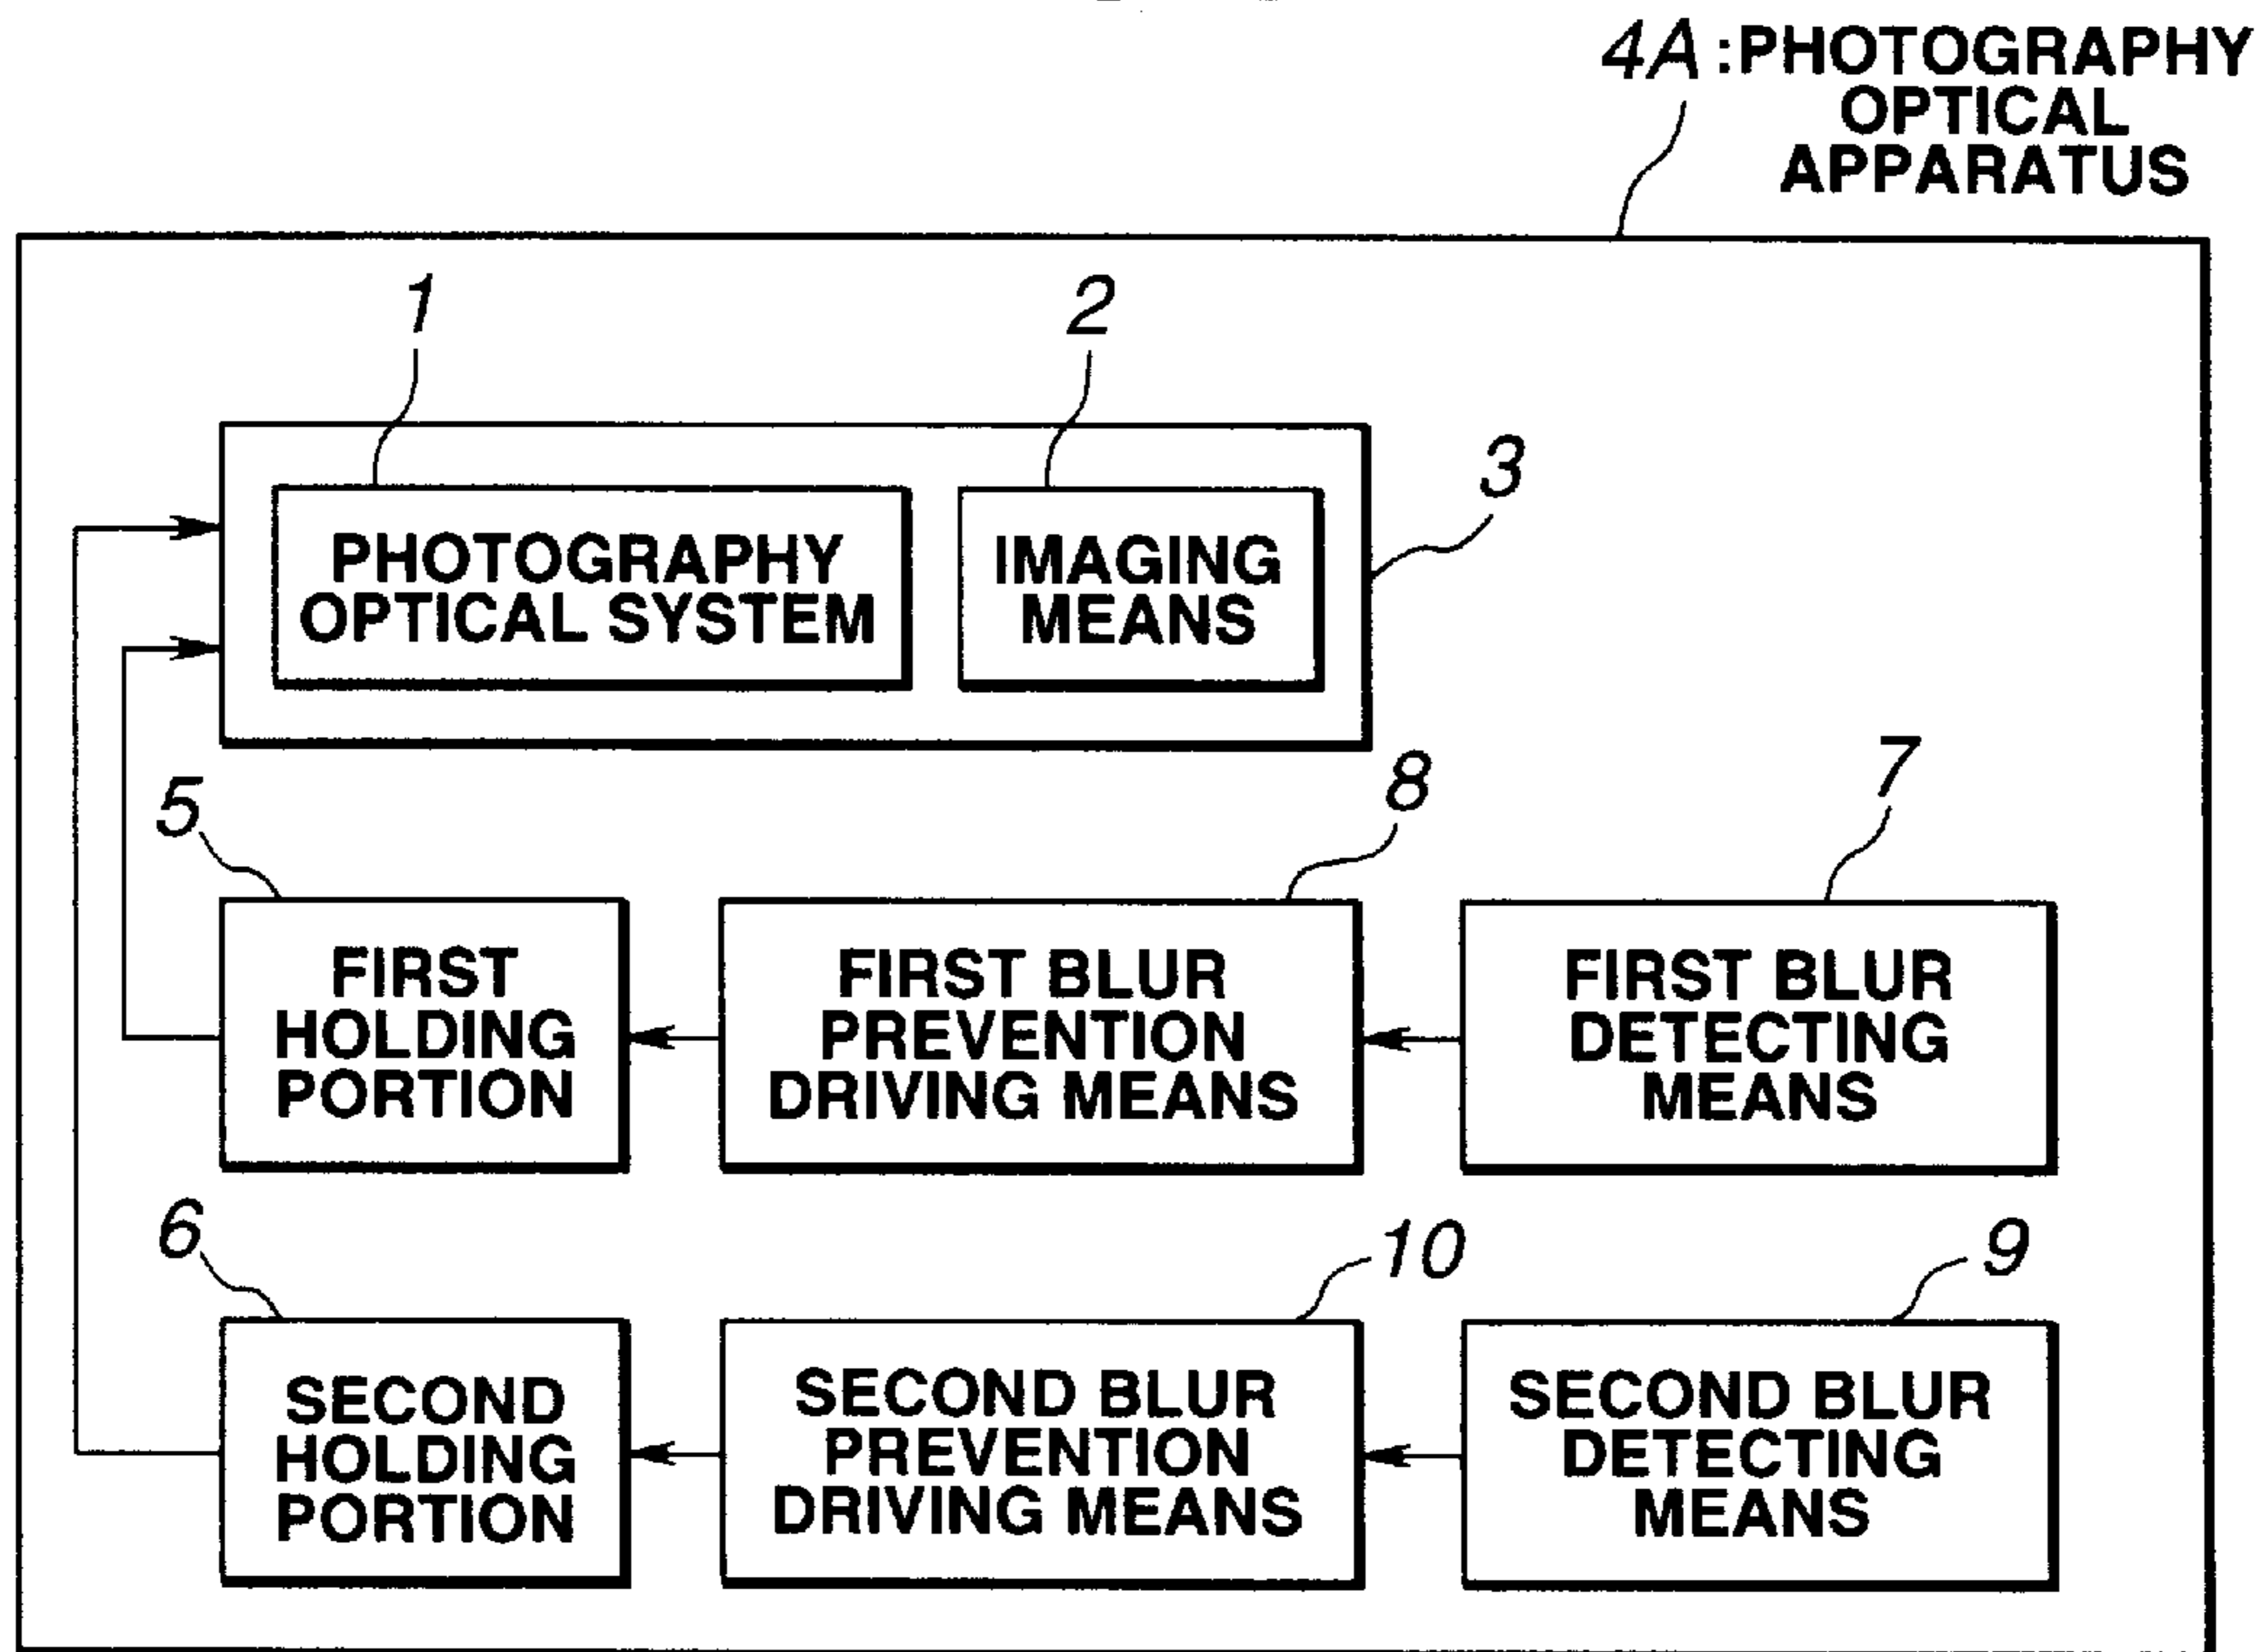 4A :PHOTOGRAPHY
OPTICAL
APPARATUS
1
2
3
PHOTOGRAPHY
OPTICAL SYSTEM
IMAGING
MEANS
5
8
7
FIRST
HOLDING
PORTION
FIRST BLUR
PREVENTION
DRIVING MEANS
FIRST BLUR
DETECTING
MEANS
6
10
9
SECOND
HOLDING
PORTION
SECOND BLUR
PREVENTION
DRIVING MEANS
SECOND BLUR
DETECTING
MEANS